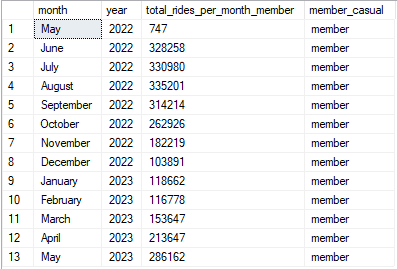 month year total_rides_per_month_member member_casual
1 May 2022 747 member
2 June 2022 328258 member
3 July 2022 330980 member
4 August 2022 335201 member
5 September 2022 314214 member
6 October 2022 262926 member
7 November 2022 182219 member
8 December 2022 103891 member
9 January 2023 118662 member
10 February 2023 116778 member
11 March 2023 153647 member
12 April 2023 213647 member
13 May 2023 286162 member